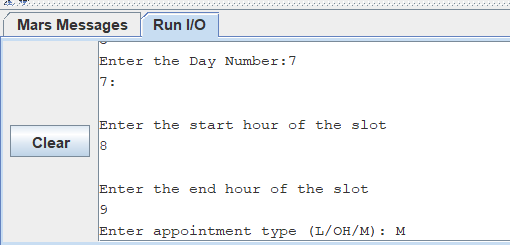 Mars Messages Run I/O
Enter the Day Number:7
7:
Enter the start hour of the slot
8
Clear
Enter the end hour of the slot
9
Enter appointment type (L/OH/M): M